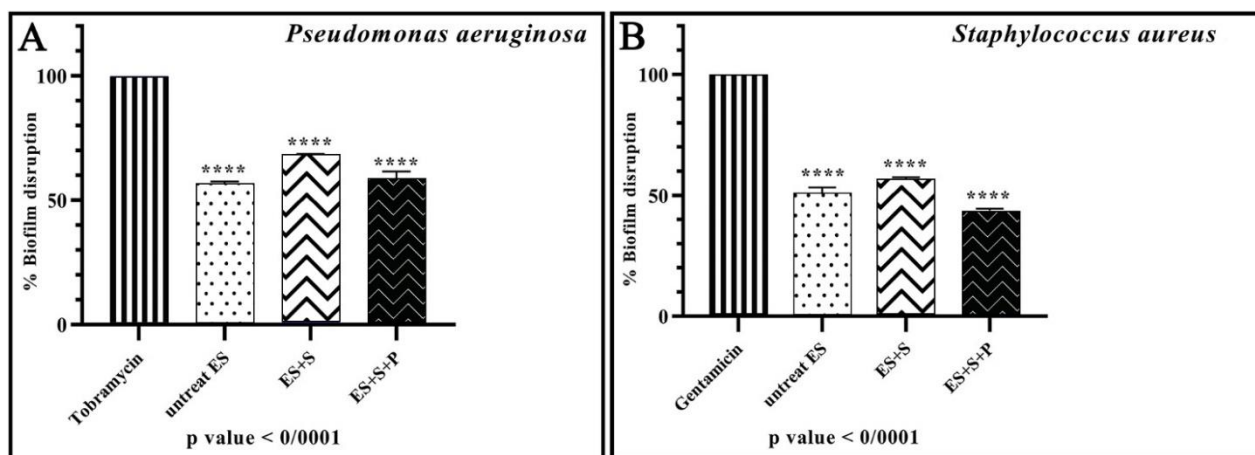 A
Pseudomonas aeruginosa
% Biofilm disruption
100
50
0
****
****
****
Tobramycin
untreat ES
ES+S
ES+S+P
p value < 0/0001
B
Staphylococcus aureus
% Biofilm disruption
100
50
0
****
****
****
Gentamicin
untreat ES
ES+S
ES+S+P
p value < 0/0001